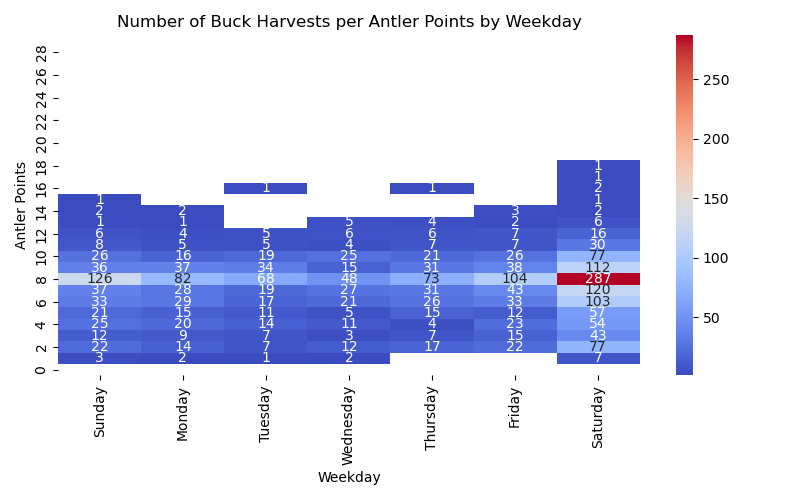 Number of Buck Harvests per Antler Points by Weekday
Antler Points
28
26
24
22
20
18 1
1
16 1 1 2
1 1
14 2 2 3 2
1 1 5 4 2 6
12 6 4 5 6 6 7 16
8 5 5 4 7 7 30
10 26 16 19 25 21 26 77
36 37 34 15 31 38 112
8 126 82 68 48 73 104 287
37 28 19 27 31 43 120
6 33 29 17 21 26 33 103
21 15 11 5 15 12 57
4 25 20 14 11 4 23 54
12 9 7 3 7 15 43
2 22 14 7 12 17 22 77
3 2 1 2 7
0
Sunday Monday Tuesday Wednesday Thursday Friday Saturday
Weekday
250
200
150
100
50